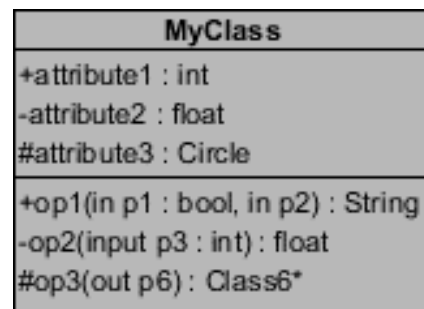 MyClass
+attribute1 : int
-attribute2 : float
#attribute3 : Circle
+op1(in p1 : bool, in p2) : String
-op2(input p3 : int) : float
#op3(out p6) : Class6*